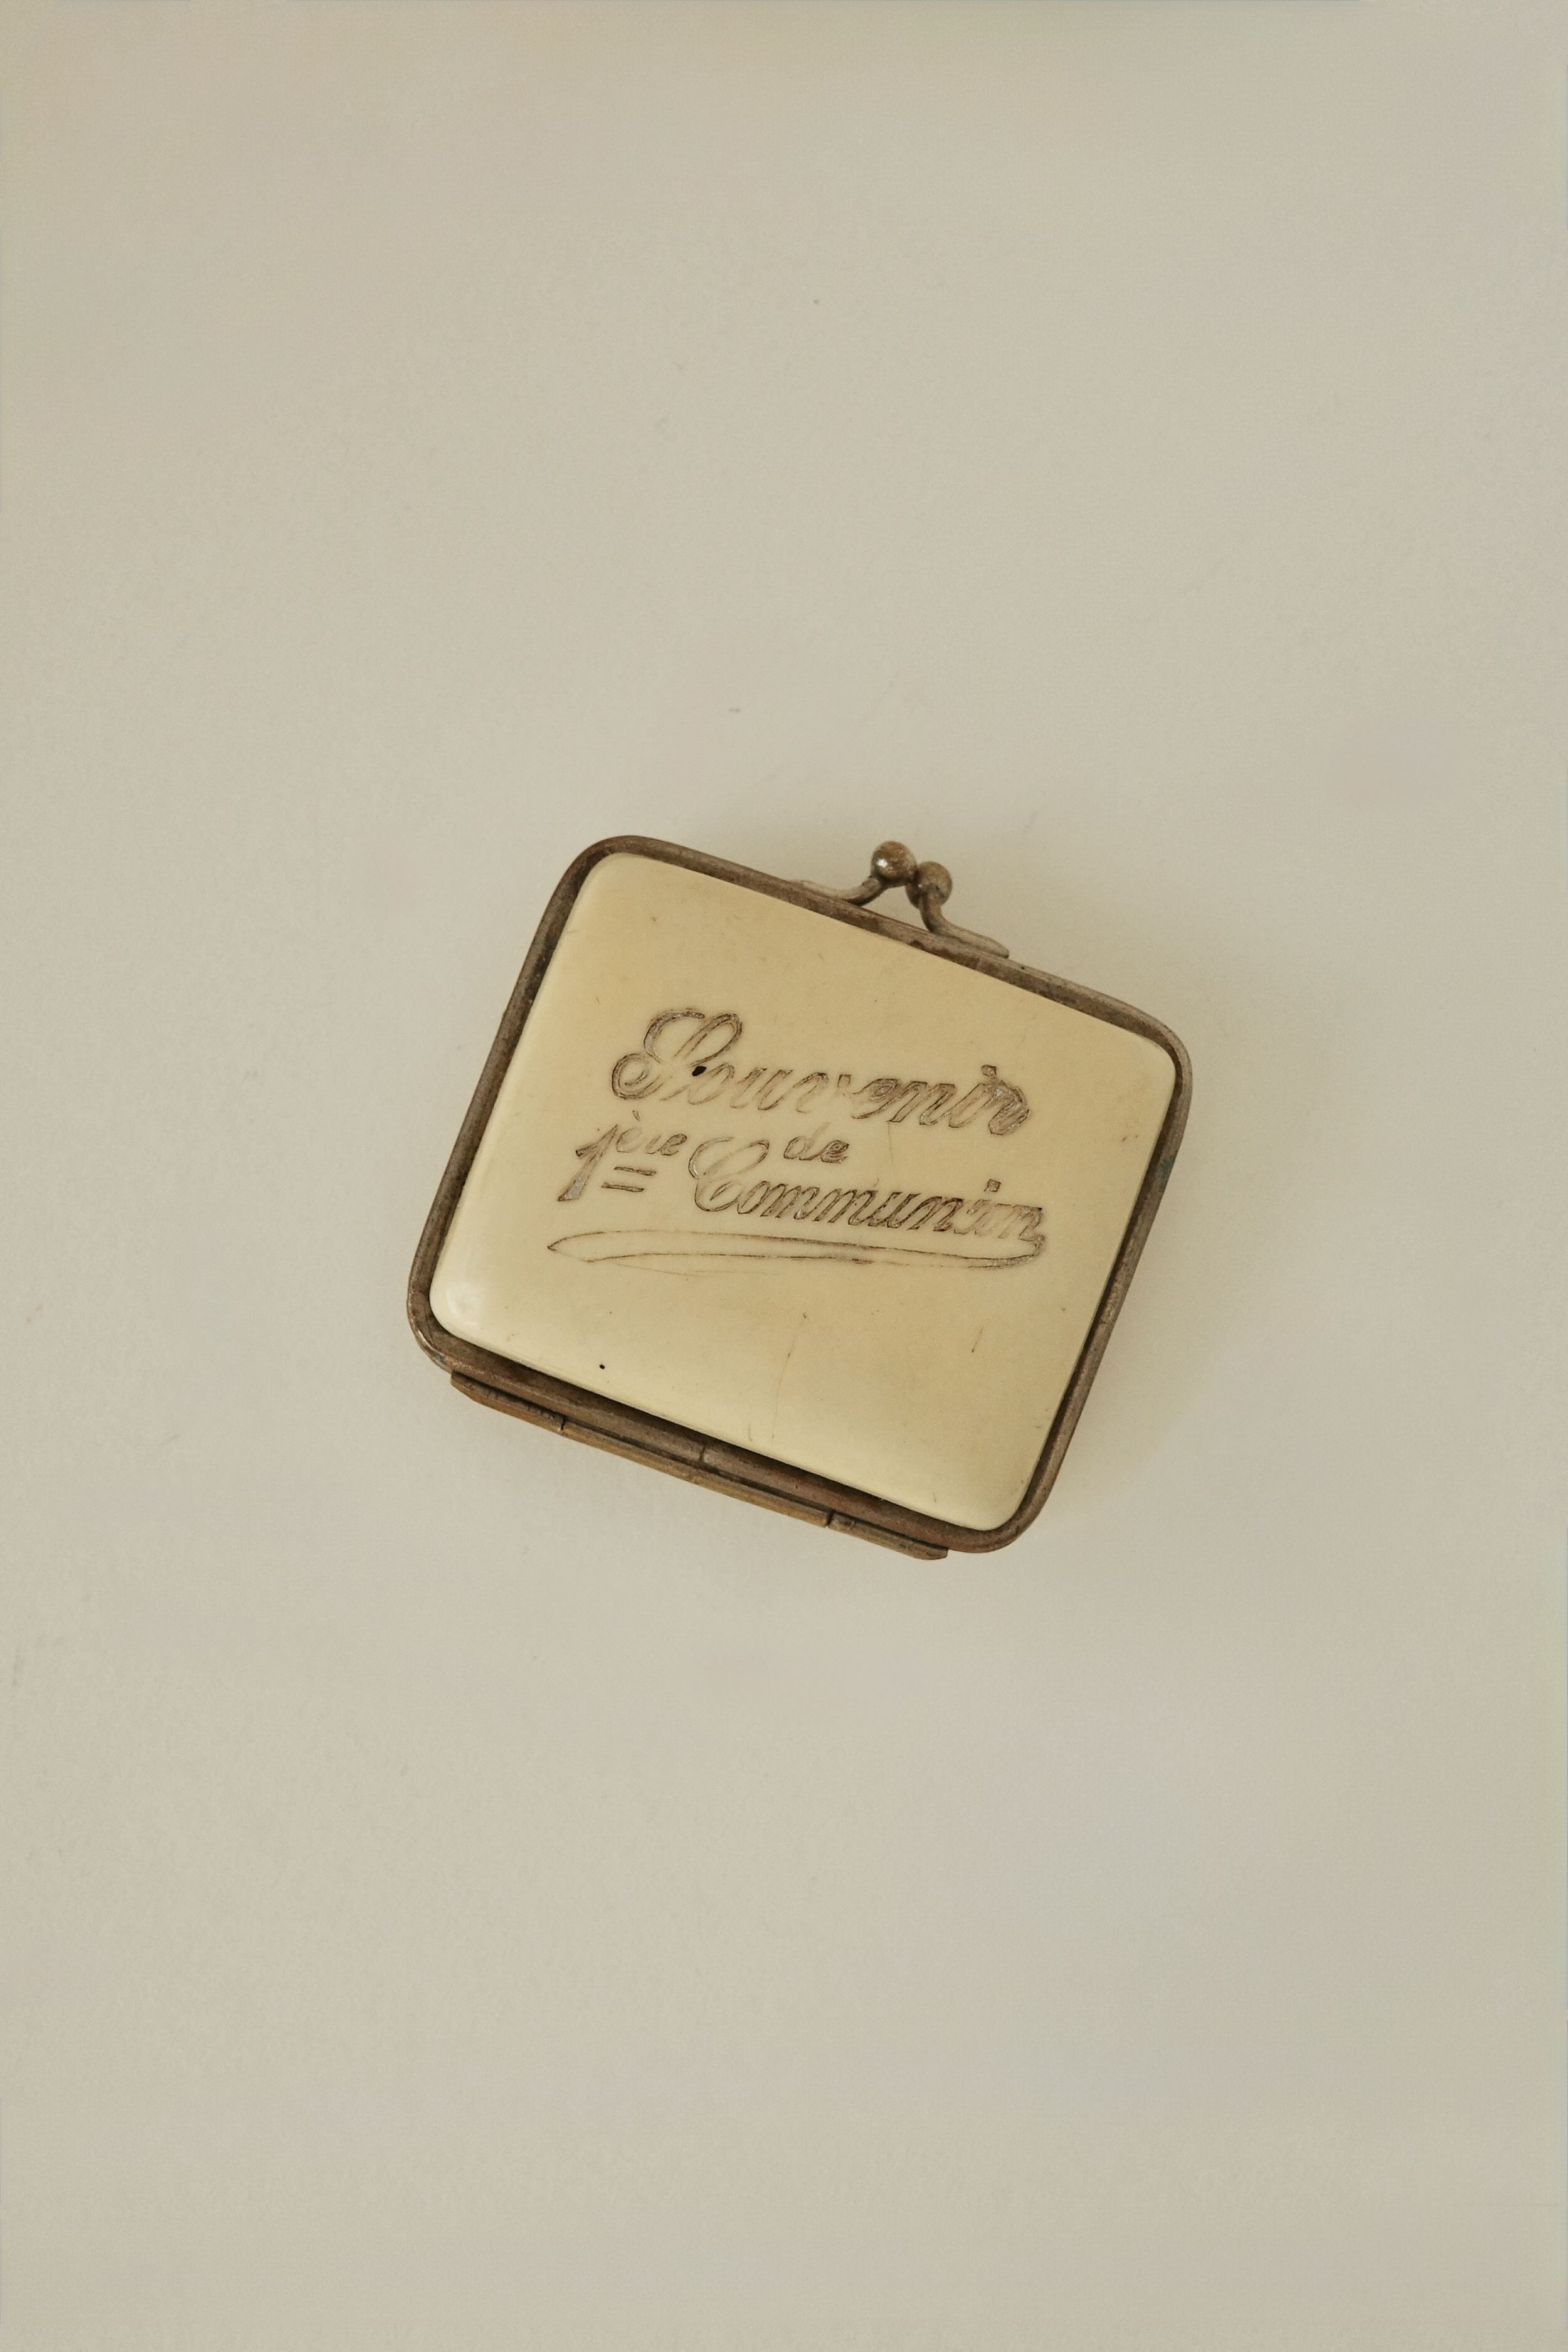 Souvenir
de
1ère Communion